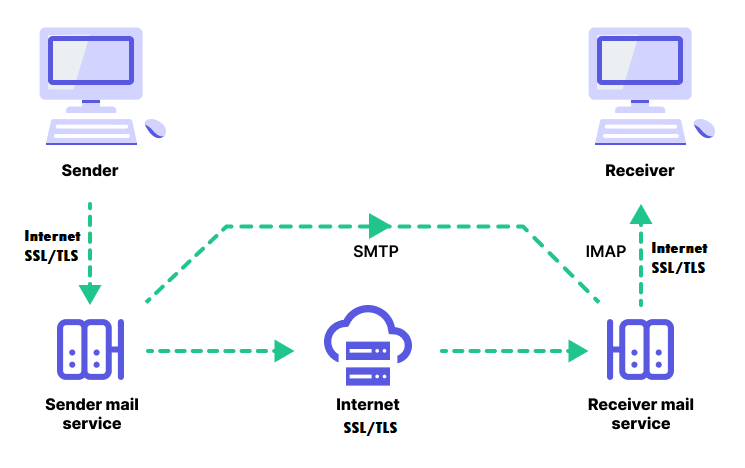 Sender
Receiver
Internet
SSL/TLS
SMTP
IMAP
Internet
SSL/TLS
Sender mail
service
Internet
SSL/TLS
Receiver mail
service